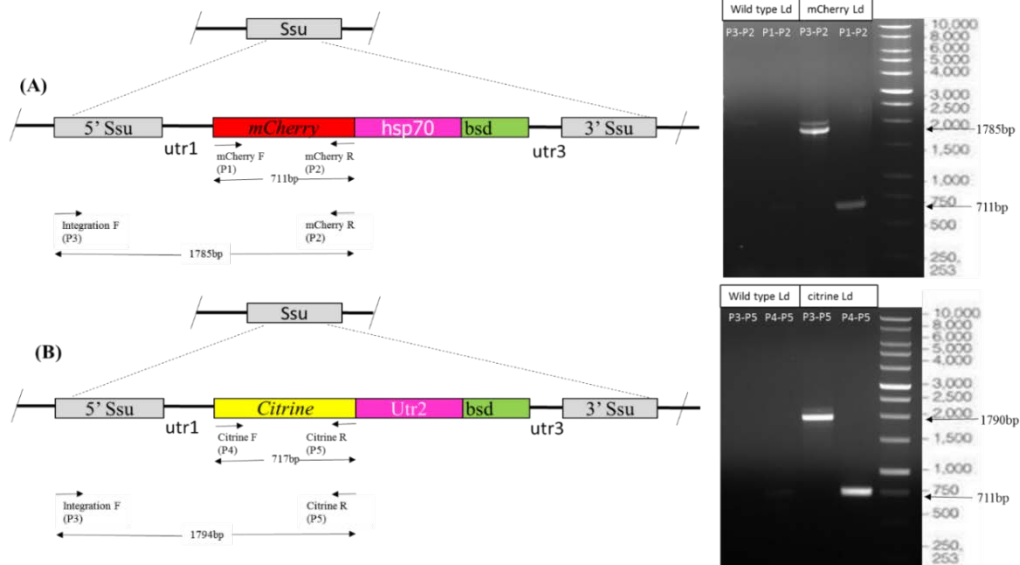 Ssu
(A)
5' Ssu
mCherry
hsp70
bsd
3' Ssu
utr1
utr3
mCherry F
(P1)
mCherry R
(P2)
711bp
Integration F
(P3)
mCherry R
(P2)
1785bp
Ssu
(B)
5' Ssu
Citrine
Utr2
bsd
3' Ssu
utr1
utr3
Citrine F
(P4)
Citrine R
(P5)
717bp
Integration F
(P3)
Citrine R
(P5)
1794bp
Wild type Ld mCherry Ld
P3-P2 P1-P2 P3-P2 P1-P2
10,000
8,000
6,000
5,000
4,000
3,000
2,500
2,000
1785bp
1,500
1,000
750
711bp
500
250
253
Wild type Ld citrine Ld
P3-P5 P4-P5 P3-P5 P4-P5
10,000
8,000
6,000
5,000
4,000
3,000
2,500
2,000
1790bp
1,500
1,000
750
711bp
500
250
253